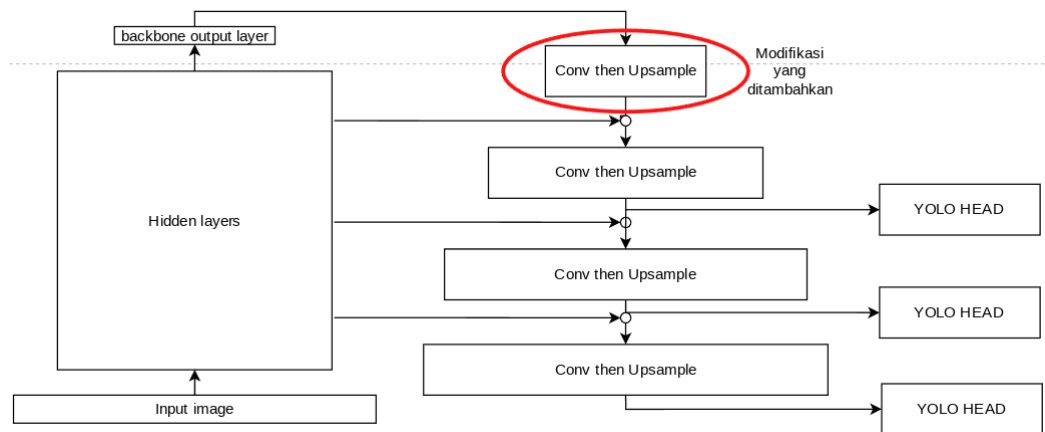 backbone output layer
Conv then Upsample
Modifikasi
yang
ditambahkan
Conv then Upsample
Hidden layers
YOLO HEAD
Conv then Upsample
YOLO HEAD
Conv then Upsample
Input image
YOLO HEAD